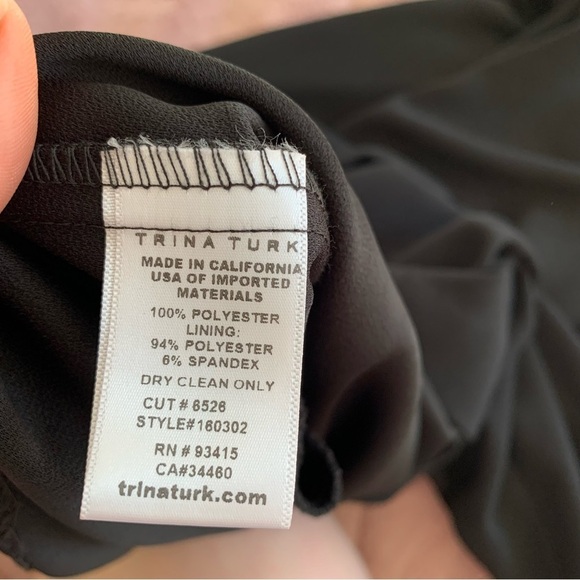 TRINA TURK
MADE IN CALIFORNIA
USA OF IMPORTED
MATERIALS
100% POLYESTER
LINING:
94% POLYESTER
6% SPANDEX
DRY CLEAN ONLY
CUT # 6526
STYLE#160302
RN # 93415
CA#34460
trinaturk.com